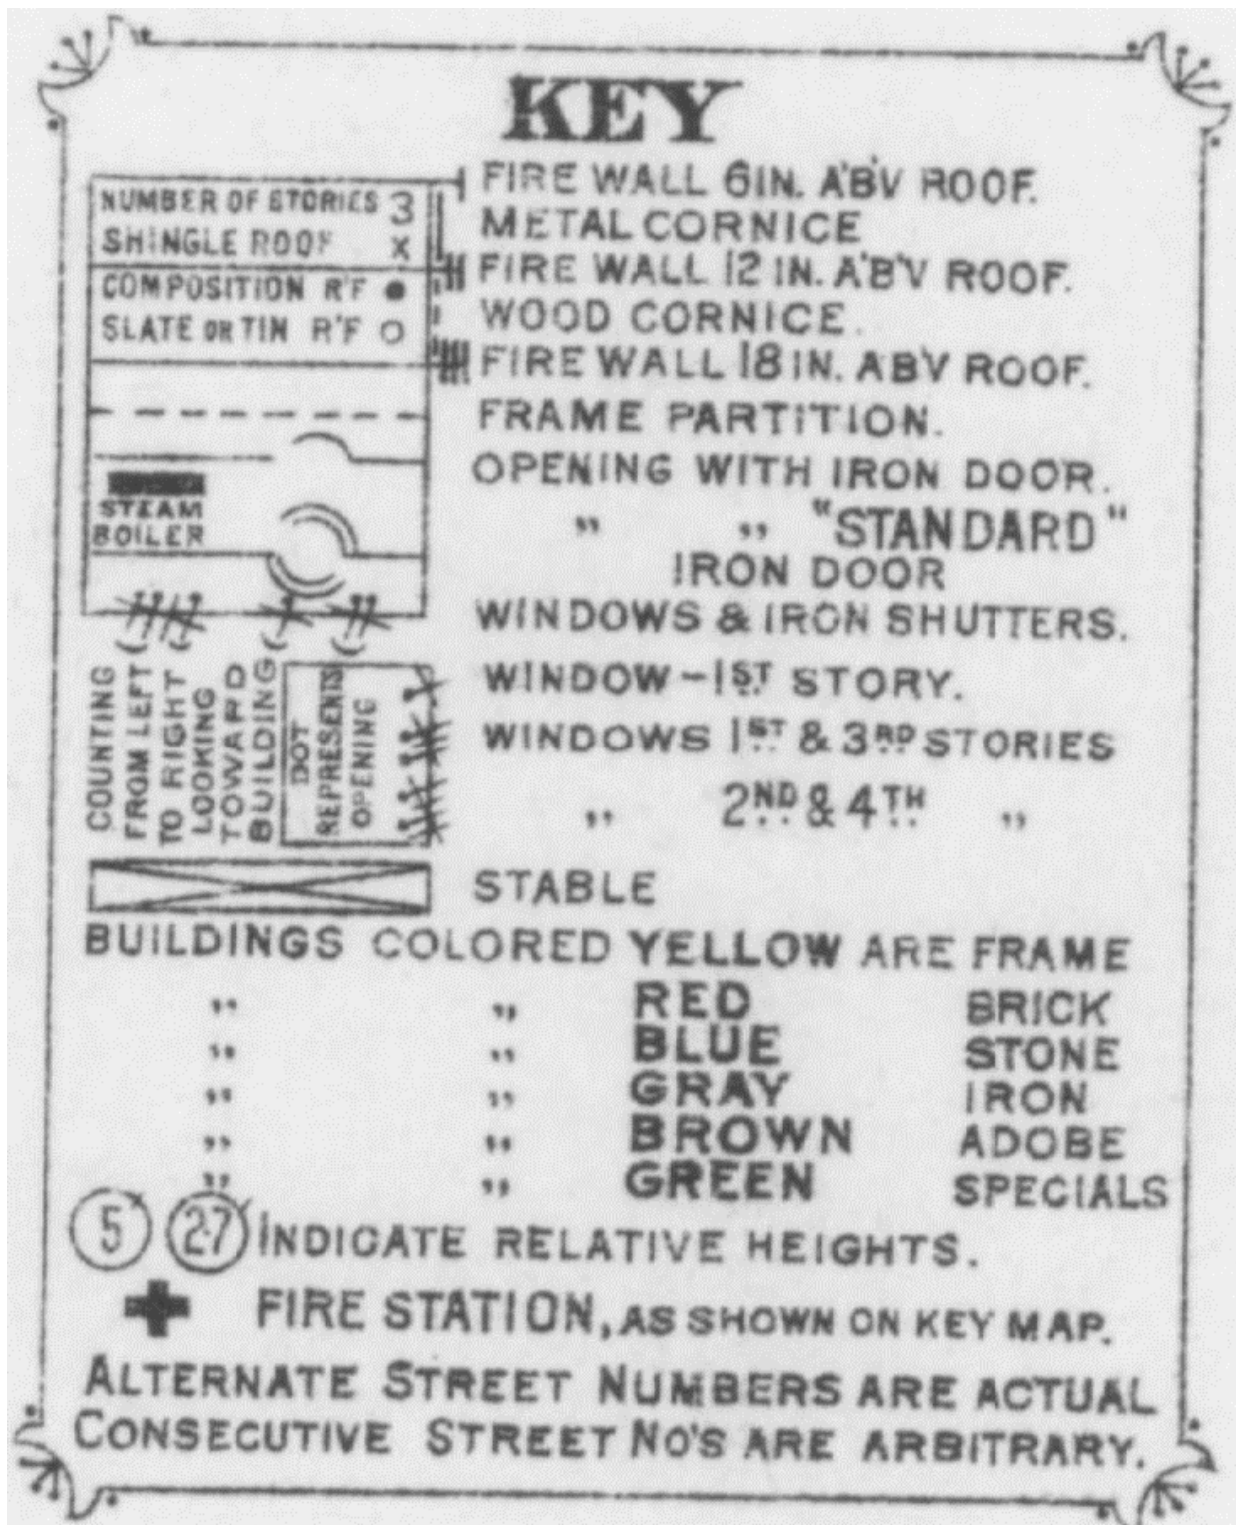 KEY
NUMBER OF STORIES 3
SHINGLE ROOF X
COMPOSITION R'F
SLATE OR TIN R'F
STEAM
BOILER
FIRE WALL 6 IN. A'B'V ROOF.
METAL CORNICE
FIRE WALL 12 IN. A'B'V ROOF.
WOOD CORNICE.
FIRE WALL 18 IN. ABV ROOF.
FRAME PARTITION.
OPENING WITH IRON DOOR.
" " "STANDARD"
IRON DOOR
WINDOWS & IRON SHUTTERS.
COUNTING
FROM LEFT
TO RIGHT
LOOKING
TOWARD
BUILDING
DOT
REPRESENTS
OPENING
WINDOW - 1ST STORY.
WINDOWS 1ST & 3RD STORIES
" 2ND & 4TH "
STABLE
BUILDINGS COLORED YELLOW ARE FRAME
" " RED BRICK
" " BLUE STONE
" " GRAY IRON
" " BROWN ADOBE
" " GREEN SPECIALS
5' 27' INDICATE RELATIVE HEIGHTS.
FIRE STATION, AS SHOWN ON KEY MAP.
ALTERNATE STREET NUMBERS ARE ACTUAL
CONSECUTIVE STREET NO'S ARE ARBITRARY.